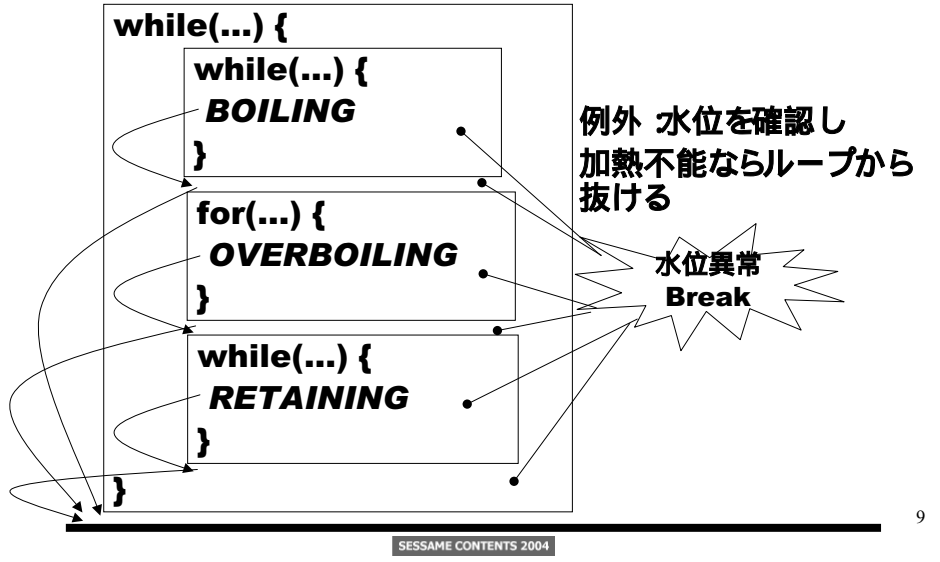 while(...) {
while(...) {
BOILING
}
for(...) {
OVERBOILING
}
while(...) {
RETAINING
}
}
例外 :水位を確認し
加熱不能ならループから
抜ける
水位異常
Break
9
SESSAME CONTENTS 2004